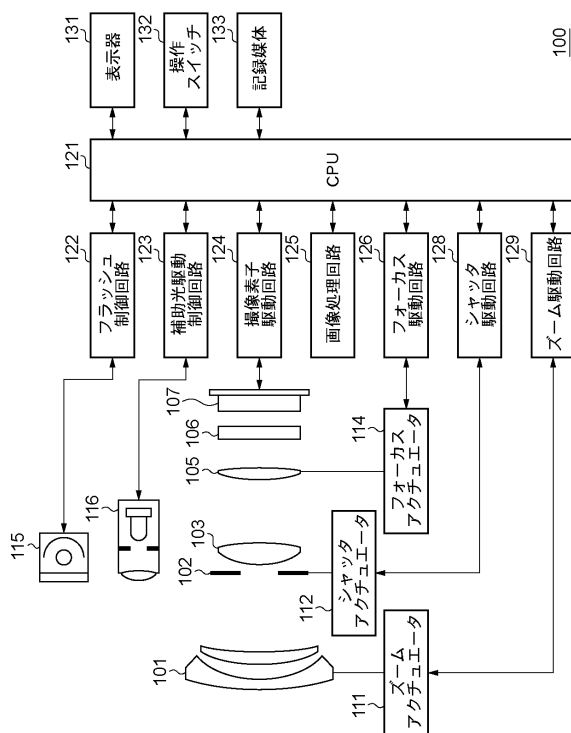 131
表示器
132
操作
スイッチ
133
記録媒体
100
121
CPU
122
フラッシュ
制御回路
123
補助光駆動
制御回路
124
撮像素子
駆動回路
125
画像処理回路
126
フォーカス
駆動回路
128
シャッタ
駆動回路
129
ズーム駆動回路
107
106
105
114
フォーカス
アクチュエータ
115
116
103
102
112
シャッタ
アクチュエータ
101
111
ズーム
アクチュエータ